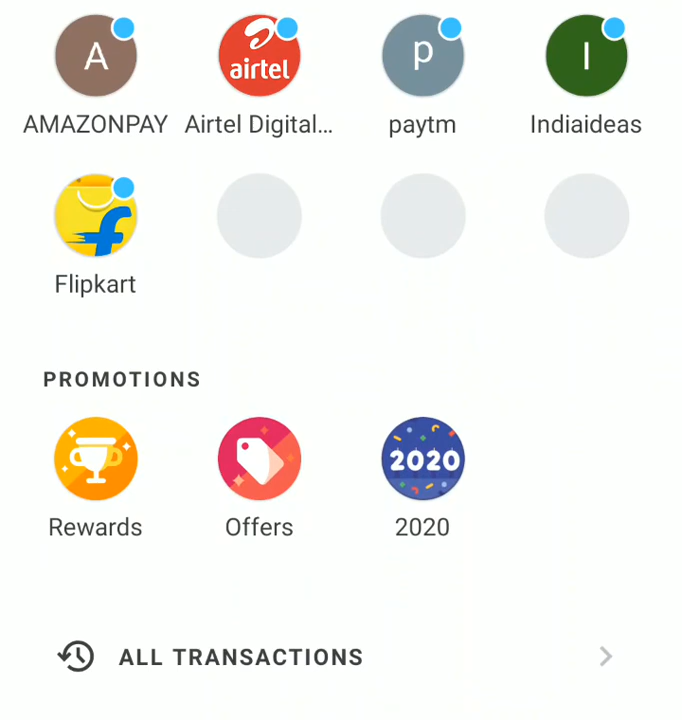 A
airtel
p
I
AMAZONPAY Airtel Digital... paytm Indiaideas
f
Flipkart
PROMOTIONS
2020
Rewards Offers 2020
ALL TRANSACTIONS